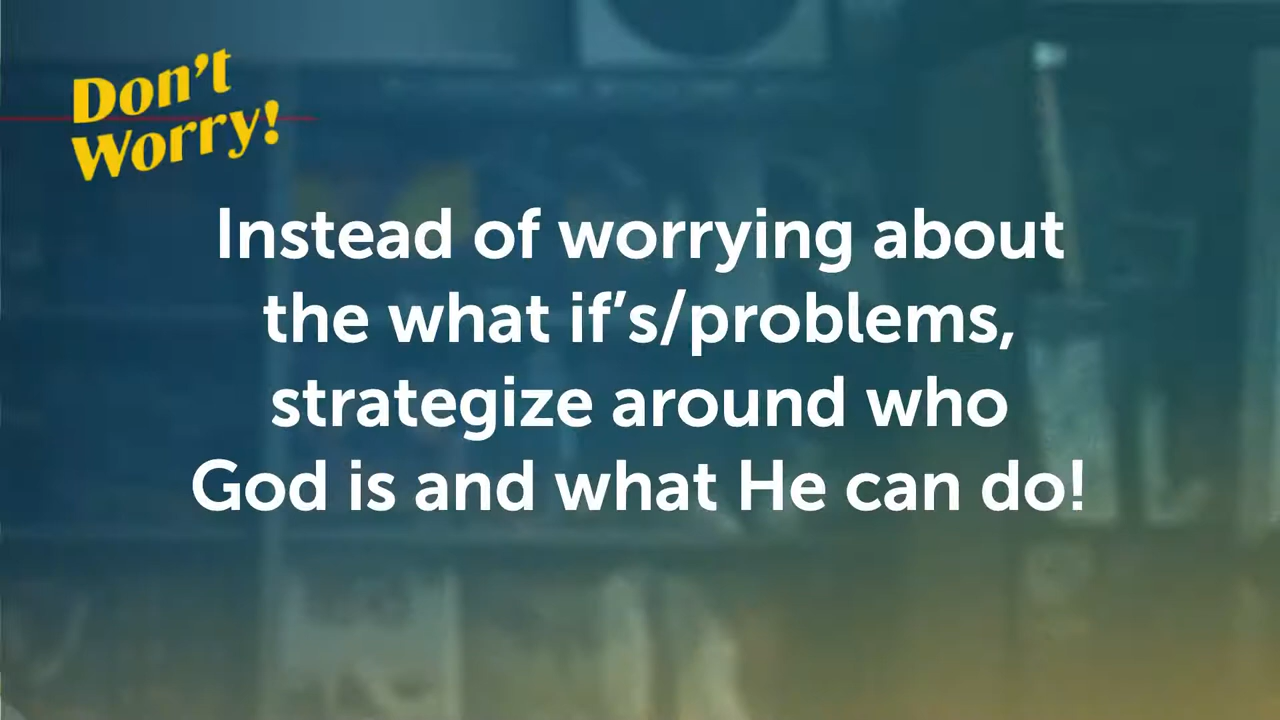 Don't
Worry!
Instead of worrying about
the what if’s/problems,
strategize around who
God is and what He can do!